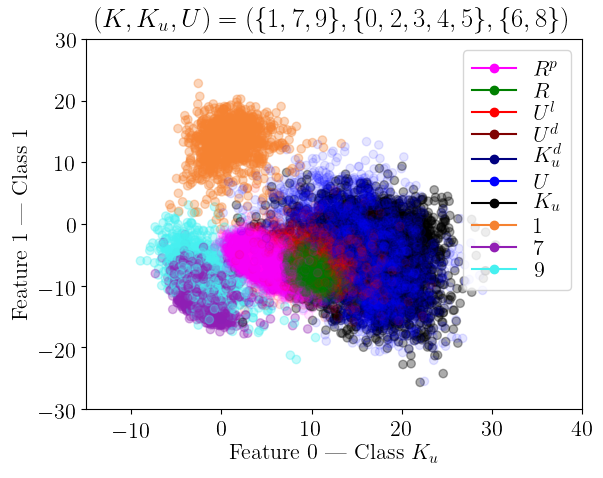 (K, K_u, U) = ({1, 7, 9}, {0, 2, 3, 4, 5}, {6, 8})
30
20
10
0
−10
−20
−30
−10
0
10
20
30
40
Feature 1 — Class 1
Feature 0 — Class K_u
R^p
R
U^l
U^d
K_u^d
U
K_u
1
7
9